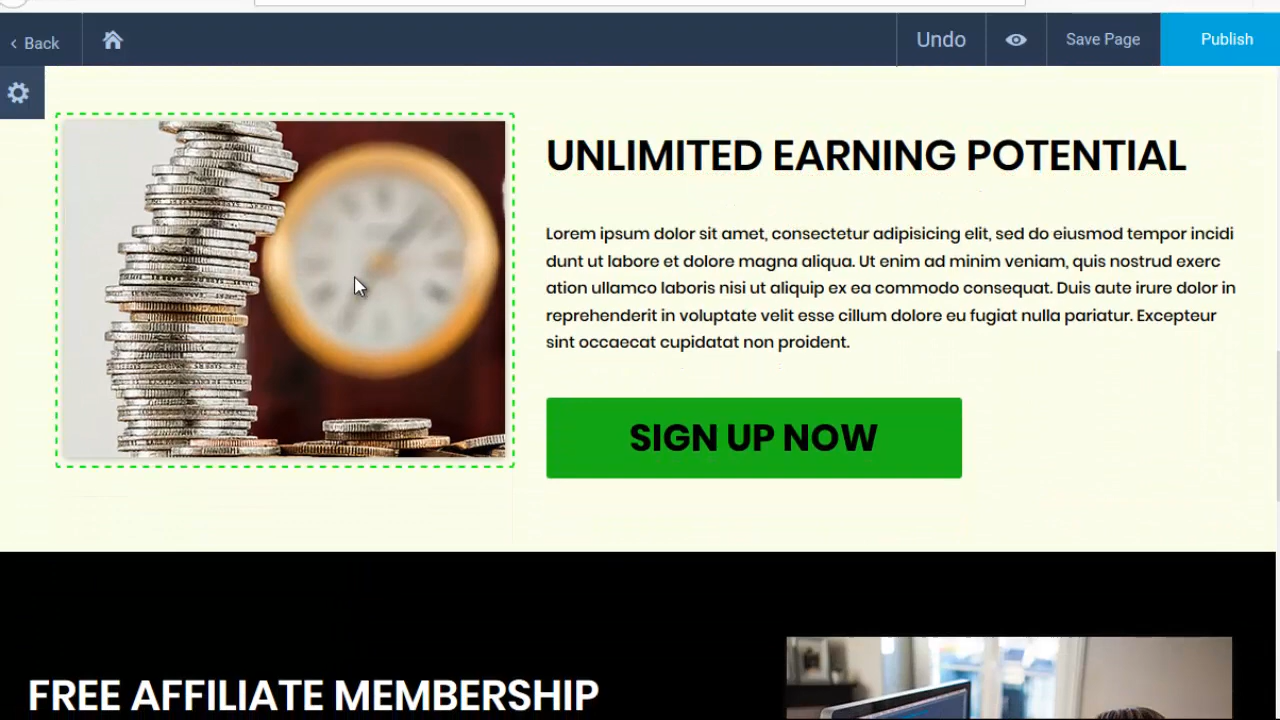 Back
Undo
Save Page
Publish
UNLIMITED EARNING POTENTIAL
Lorem ipsum dolor sit amet, consectetur adipisicing elit, sed do eiusmod tempor incidi
dunt ut labore et dolore magna aliqua. Ut enim ad minim veniam, quis nostrud exerc
ation ullamco laboris nisi ut aliquip ex ea commodo consequat. Duis aute irure dolor in
reprehenderit in voluptate velit esse cillum dolore eu fugiat nulla pariatur. Excepteur
sint occaecat cupidatat non proident.
SIGN UP NOW
FREE AFFILIATE MEMBERSHIP